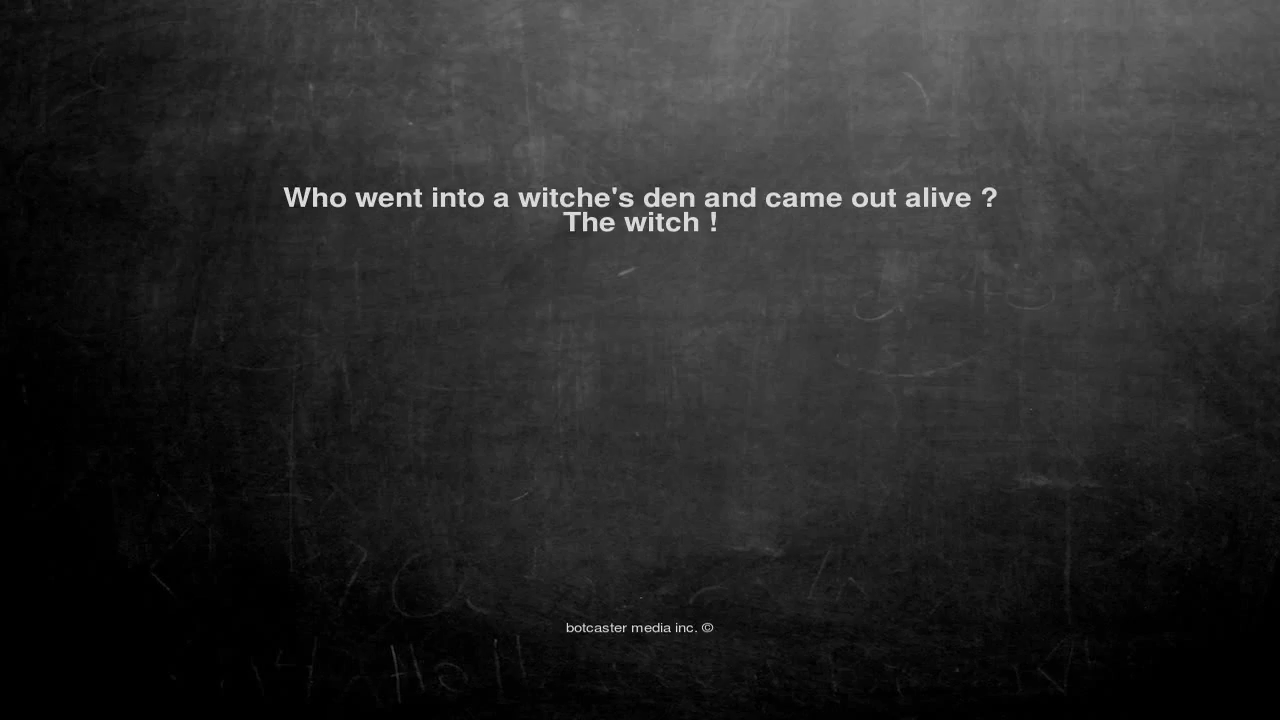 Who went into a witche's den and came out alive ?
The witch !
botcaster media inc. ©